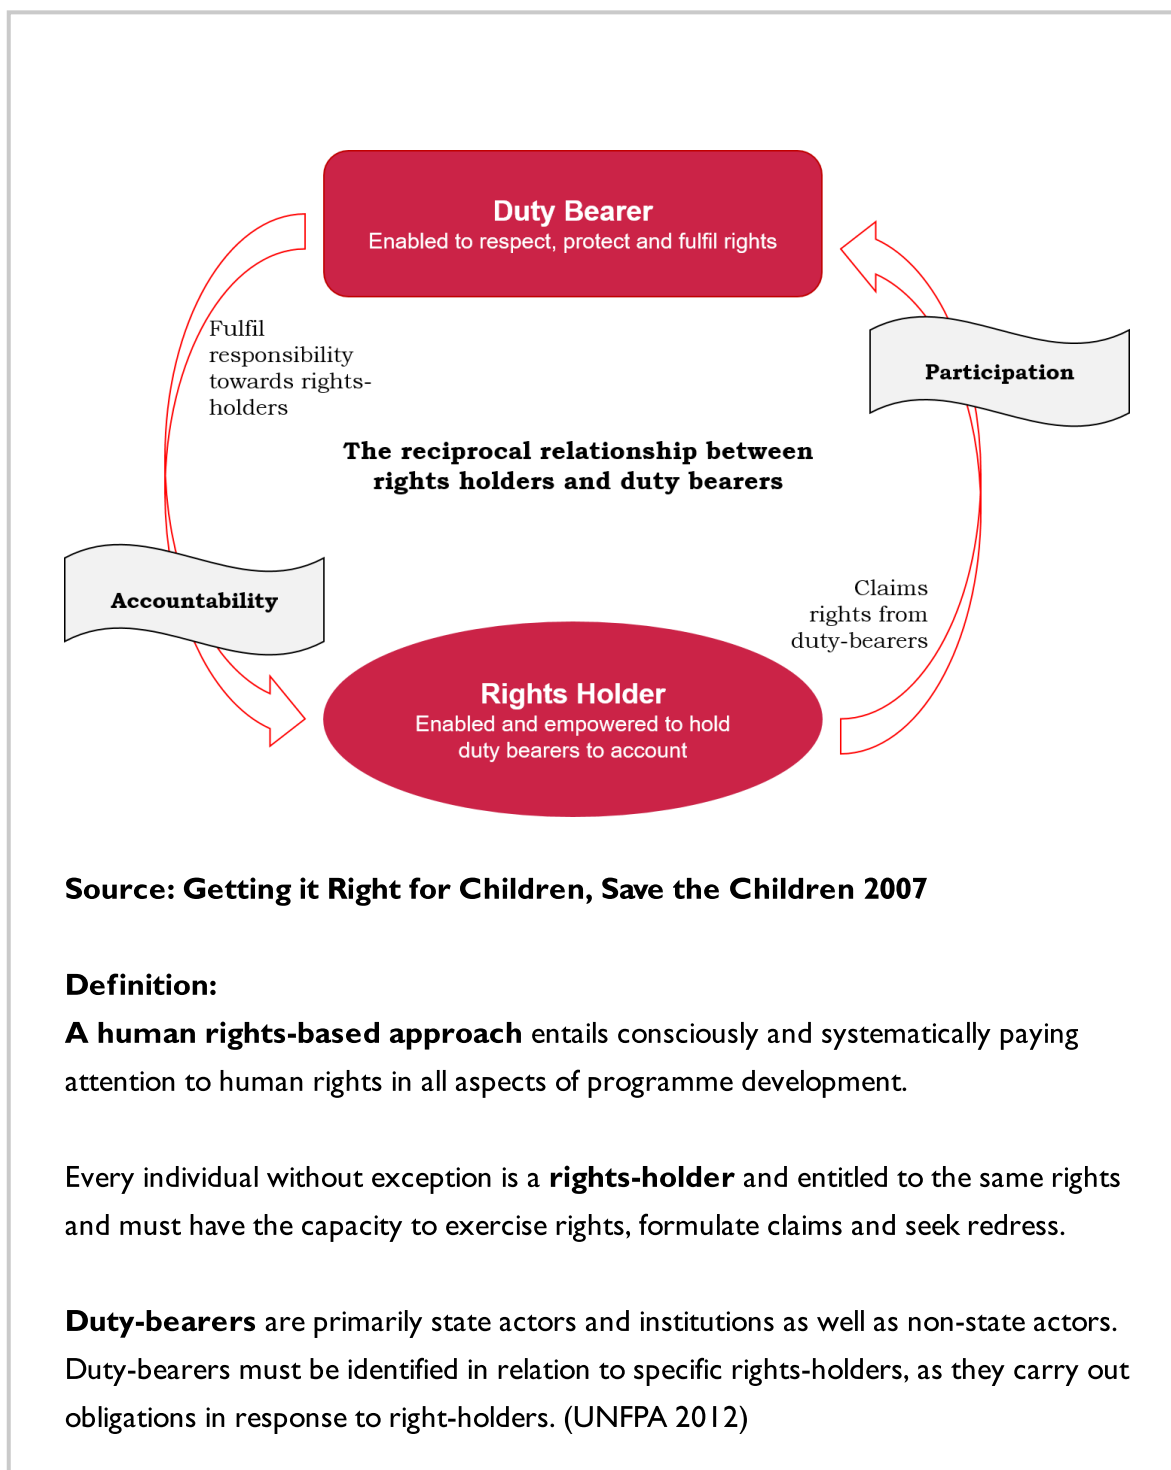 Duty Bearer
Enabled to respect, protect and fulfil rights
Fulfil
responsibility
towards rights-
holders
Participation
The reciprocal relationship between
rights holders and duty bearers
Accountability
Claims
rights from
duty-bearers
Rights Holder
Enabled and empowered to hold
duty bearers to account
Source: Getting it Right for Children, Save the Children 2007
Definition:
A human rights-based approach entails consciously and systematically paying
attention to human rights in all aspects of programme development.
Every individual without exception is a rights-holder and entitled to the same rights
and must have the capacity to exercise rights, formulate claims and seek redress.
Duty-bearers are primarily state actors and institutions as well as non-state actors.
Duty-bearers must be identified in relation to specific rights-holders, as they carry out
obligations in response to right-holders. (UNFPA 2012)